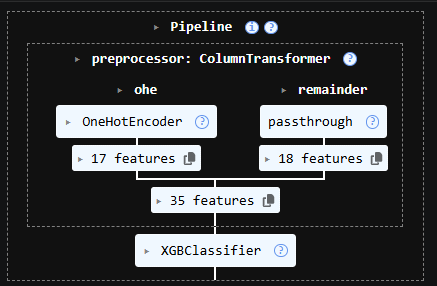 Pipeline
preprocessor: ColumnTransformer
ohe
remainder
OneHotEncoder
passthrough
17 features
18 features
35 features
XGBClassifier